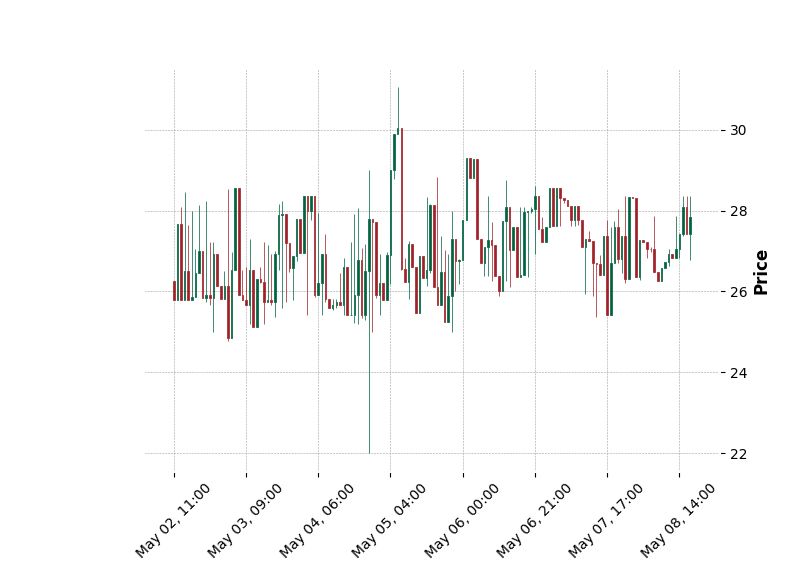 30
28
26
24
22
Price
May 02, 11:00
May 03, 09:00
May 04, 06:00
May 05, 04:00
May 06, 00:00
May 06, 21:00
May 07, 17:00
May 08, 14:00